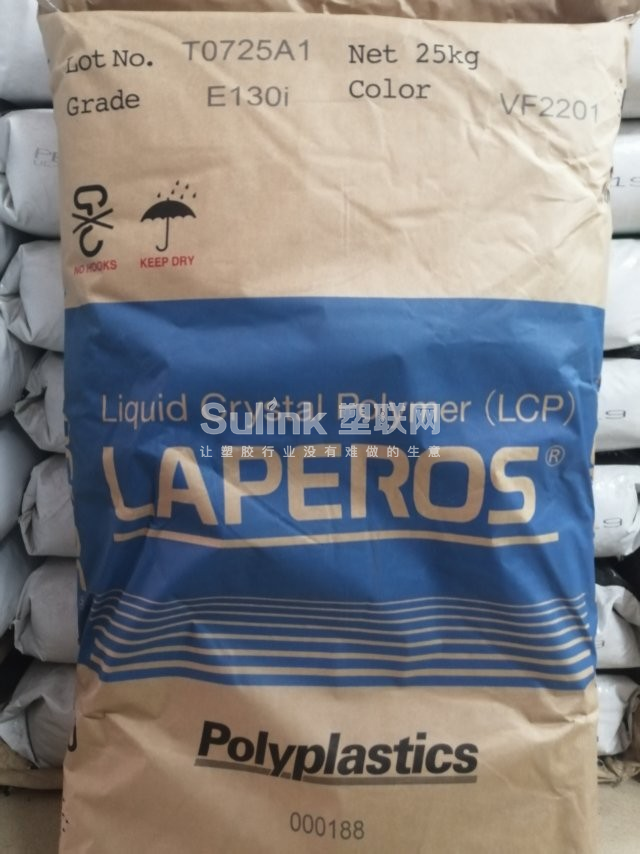 Lot No. T0725A1 Net 25kg
Grade E130i Color VF2201
NO HOOKS KEEP DRY
Liquid Crystal Polymer (LCP)
Sulink 塑联网
让塑胶行业没有难做的生意
LAPEROS®
Polyplastics
000188